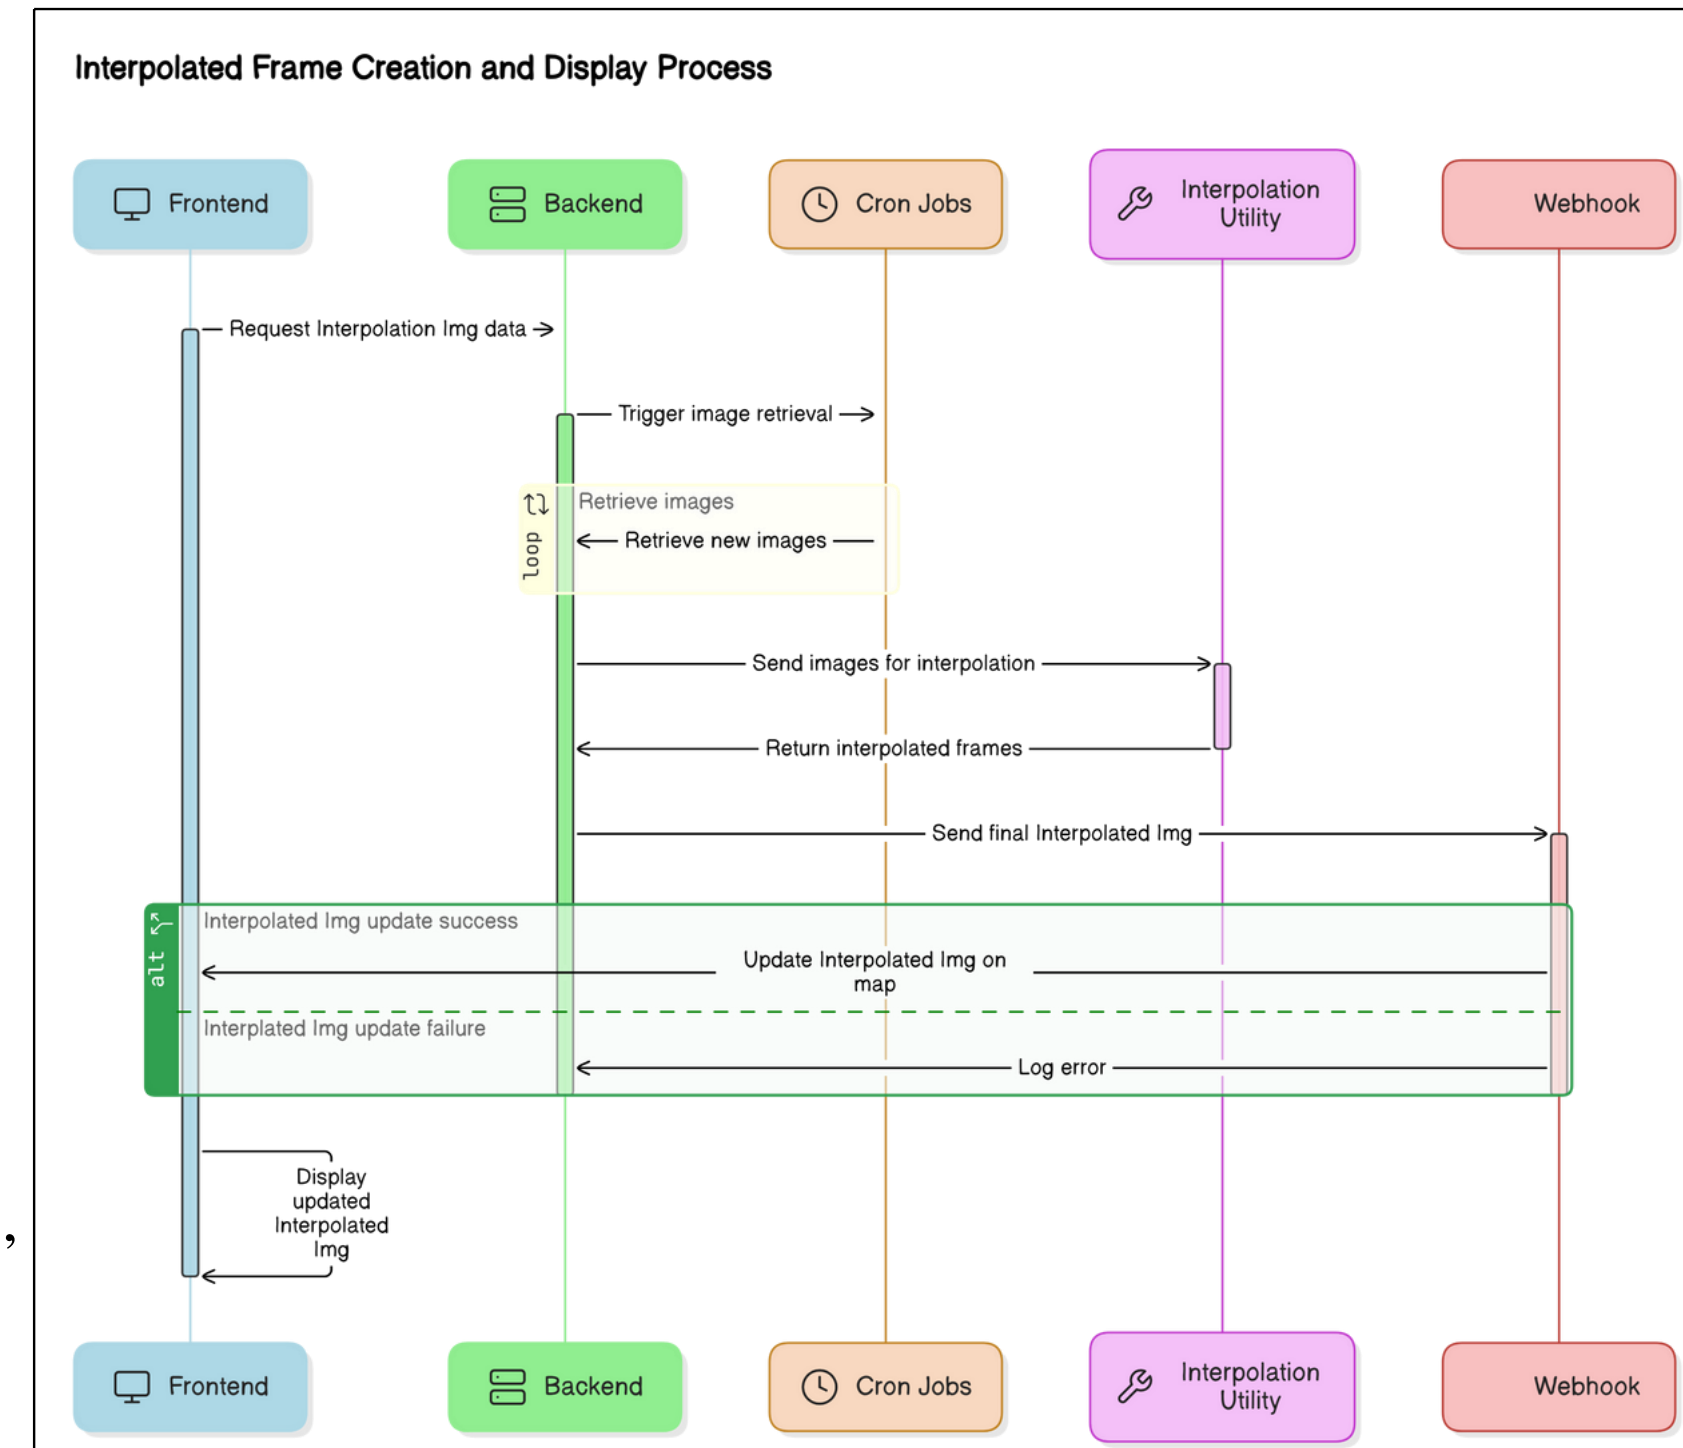 Interpolated Frame Creation and Display Process
Frontend
Backend
Cron Jobs
Interpolation
Utility
Webhook
Request Interpolation Img data
Trigger image retrieval
loop
Retrieve images
Retrieve new images
Send images for interpolation
Return interpolated frames
Send final Interpolated Img
alt
Interpolated Img update success
Update Interpolated Img on
map
Interplated Img update failure
Log error
Display
updated
Interpolated
Img
,
Frontend
Backend
Cron Jobs
Interpolation
Utility
Webhook